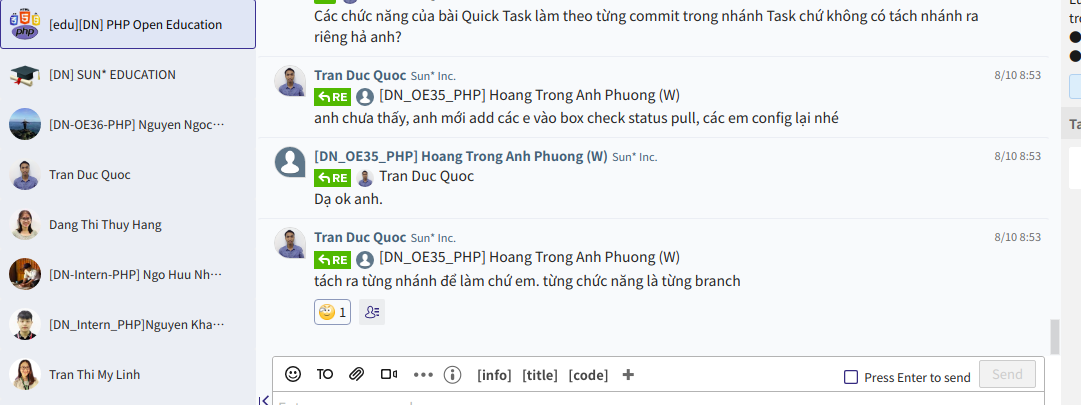 [edu][DN] PHP Open Education
[DN] SUN* EDUCATION
[DN-OE36-PHP] Nguyen Ngoc···
Tran Duc Quoc
Dang Thi Thuy Hang
[DN-Intern-PHP] Ngo Huu Nh···
[DN_Intern_PHP]Nguyen Kha···
Tran Thi My Linh
Các chức năng của bài Quick Task làm theo từng commit trong nhánh Task chứ không có tách nhánh ra
riêng hả anh?
Tran Duc Quoc Sun* Inc. 8/10 8:53
RE [DN_OE35_PHP] Hoang Trong Anh Phuong (W)
anh chưa thấy, anh mới add các e vào box check status pull, các em config lại nhé
[DN_OE35_PHP] Hoang Trong Anh Phuong (W) Sun* Inc. 8/10 8:53
RE Tran Duc Quoc
Dạ ok anh.
Tran Duc Quoc Sun* Inc. 8/10 8:53
RE [DN_OE35_PHP] Hoang Trong Anh Phuong (W)
tách ra từng nhánh để làm chứ em. từng chức năng là từng branch
1
TO ••• [info] [title] [code] +
Press Enter to send Send